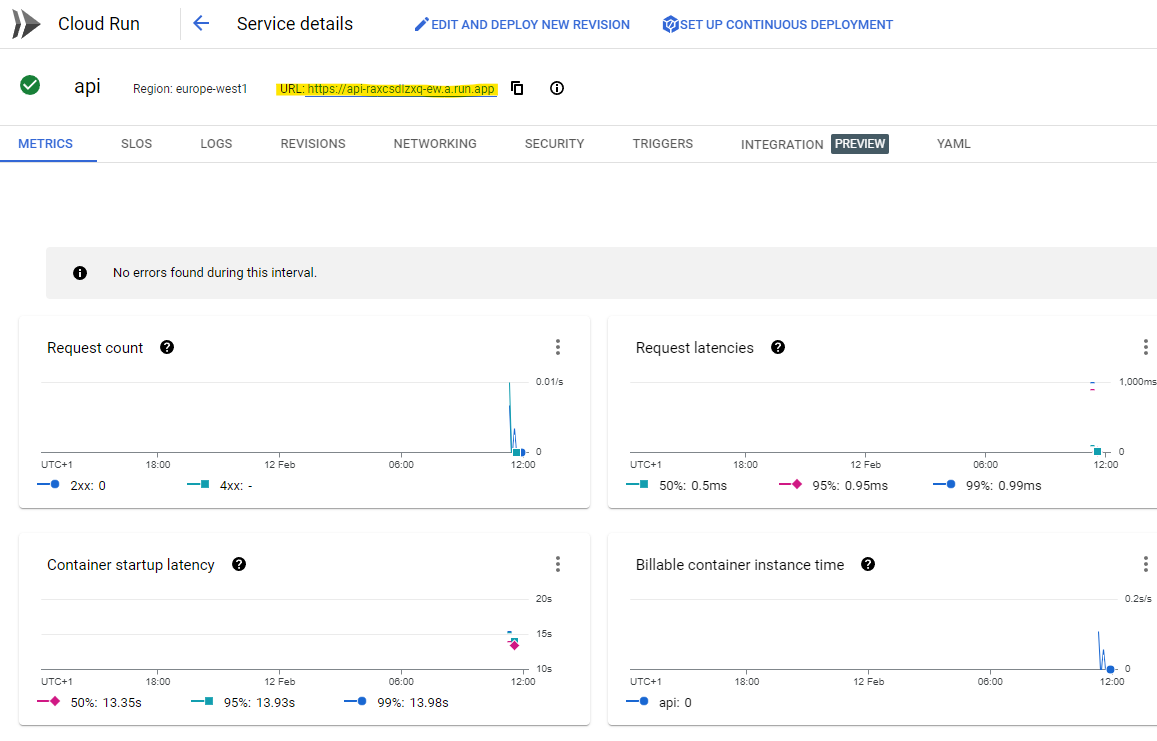 Cloud Run
Service details
EDIT AND DEPLOY NEW REVISION
SET UP CONTINUOUS DEPLOYMENT
api
Region: europe-west1
URL: https://api-raxcsdlzxq-ew.a.run.app
METRICS
SLOS
LOGS
REVISIONS
NETWORKING
SECURITY
TRIGGERS
INTEGRATION PREVIEW
YAML
No errors found during this interval.
Request count
0.01/s
0
UTC+1 18:00 12 Feb 06:00 12:00
2xx: 0 4xx: -
Request latencies
1,000ms
0
UTC+1 18:00 12 Feb 06:00 12:00
50%: 0.5ms 95%: 0.95ms 99%: 0.99ms
Container startup latency
20s
15s
10s
UTC+1 18:00 12 Feb 06:00 12:00
50%: 13.35s 95%: 13.93s 99%: 13.98s
Billable container instance time
0.2s/s
0
UTC+1 18:00 12 Feb 06:00 12:00
api: 0